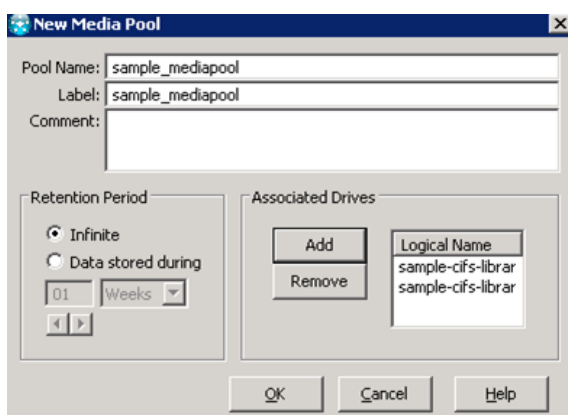 New Media Pool
Pool Name: sample_mediapool
Label: sample_mediapool
Comment:
Retention Period
Infinite
Data stored during
01 Weeks
Associated Drives
Add
Remove
Logical Name
sample-cifs-librar
sample-cifs-librar
OK Cancel Help